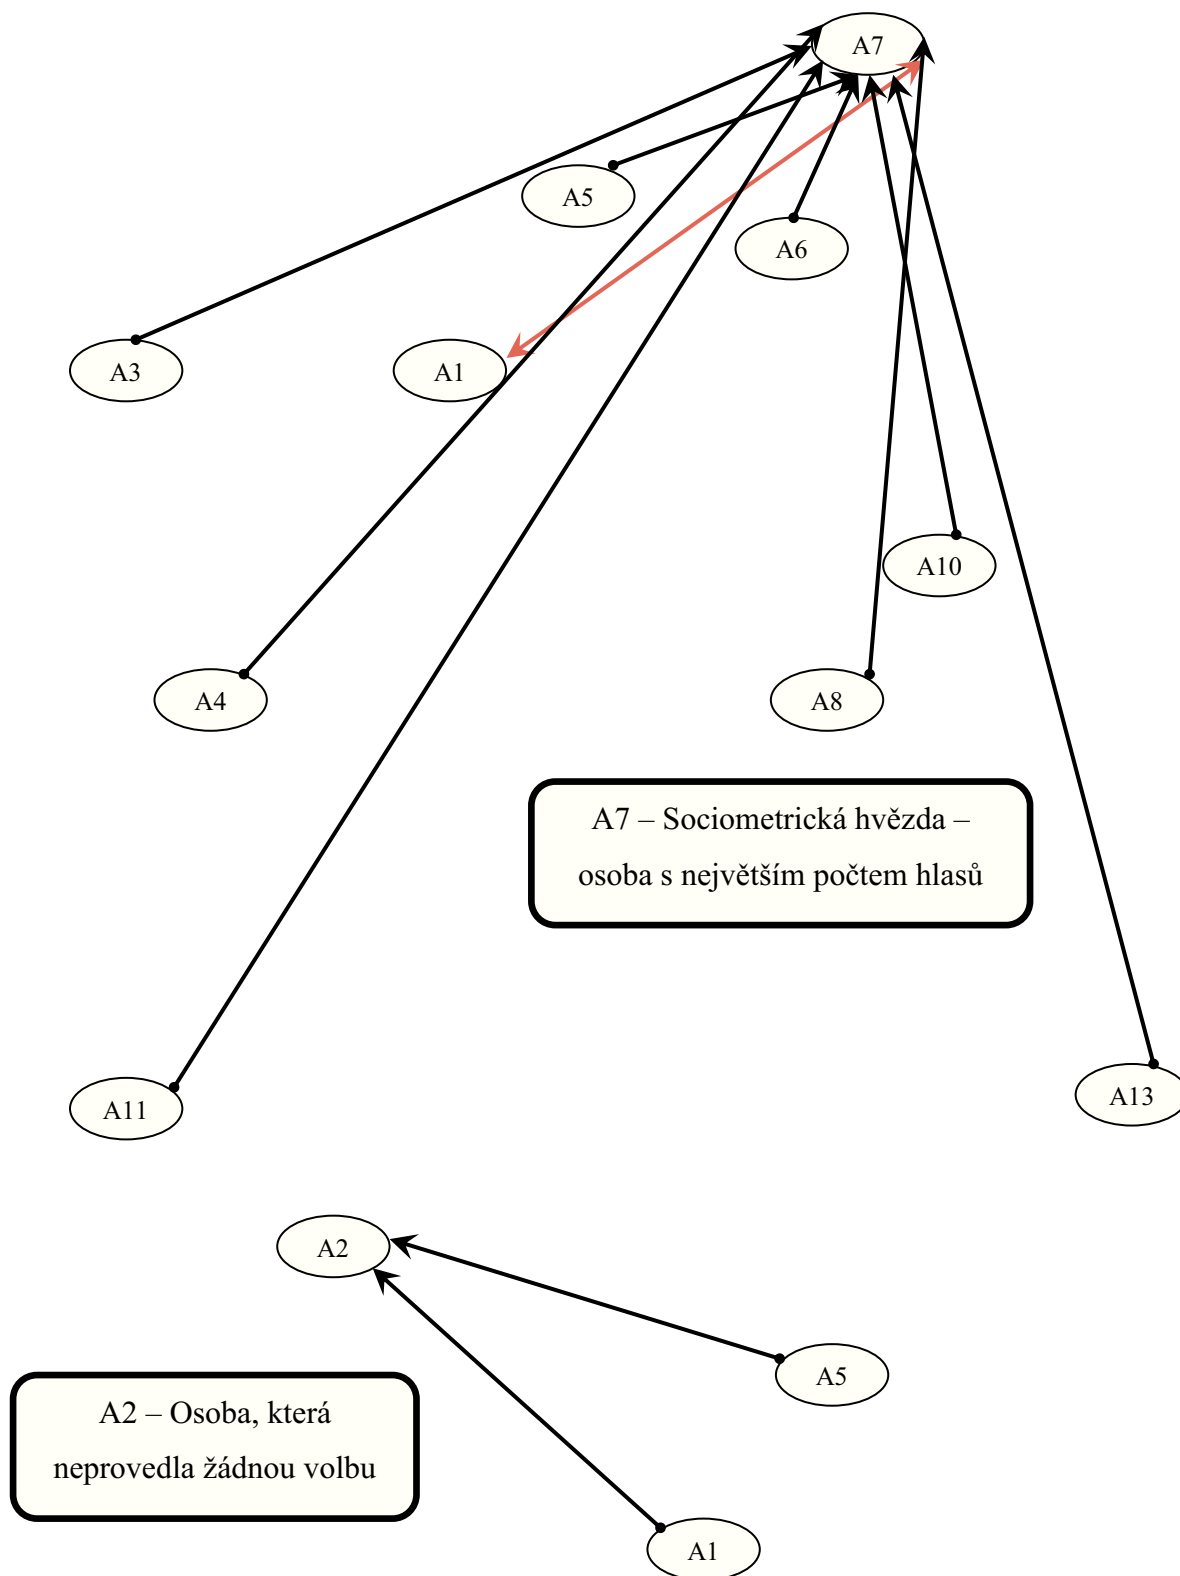 A7
A5
A6
A3
A1
A10
A4
A8
A7 – Sociometrická hvězda –
osoba s největším počtem hlasů
A11
A13
A2
A5
A2 – Osoba, která
neprovedla žádnou volbu
A1